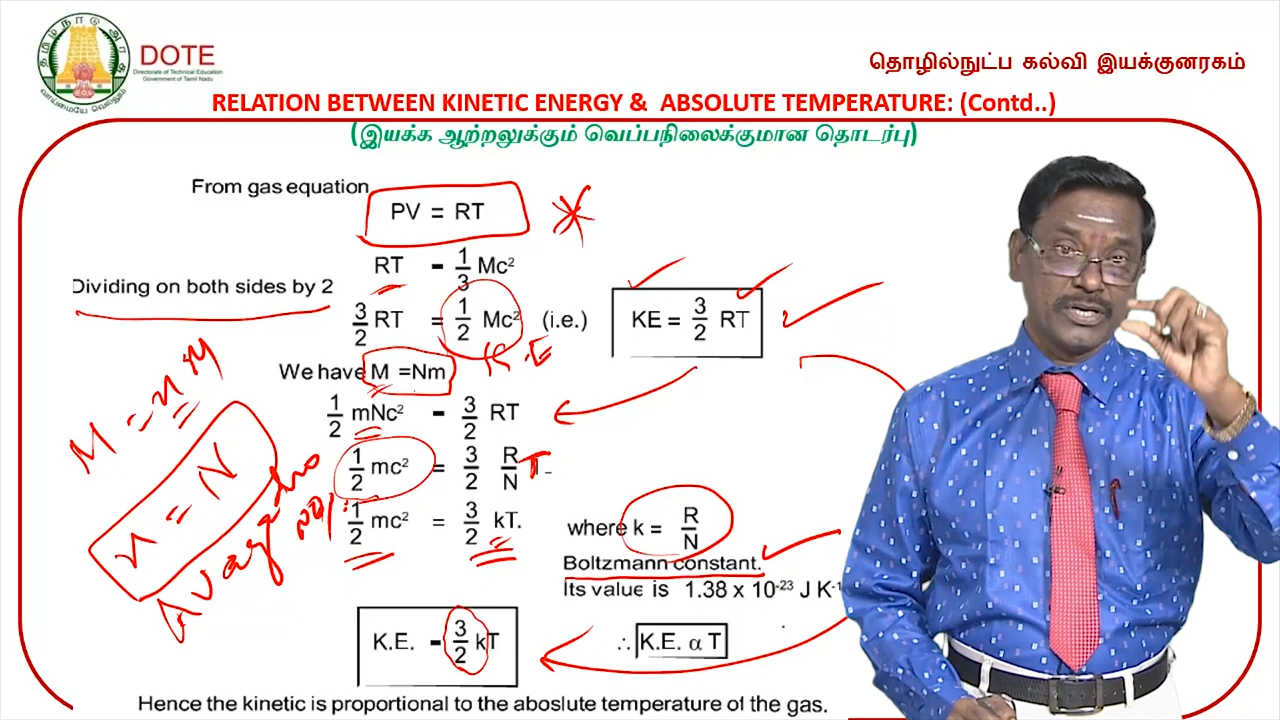 தமிழ்நாடு அரசு
வாய்மையே வெல்லும்
DOTE
Directorate of Technical Education
Government of Tamil Nadu
தொழில்நுட்ப கல்வி இயக்குனரகம்
RELATION BETWEEN KINETIC ENERGY & ABSOLUTE TEMPERATURE: (Contd..)
(இயக்க ஆற்றலுக்கும் வெப்பநிலைக்குமான தொடர்பு)
From gas equation
PV = RT
RT = 1/3 Mc²
Dividing on both sides by 2
3/2 RT = 1/2 Mc² (i.e.) KE = 3/2 RT
K.E
We have M =Nm
M = nm
1/2 mNc² = 3/2 RT
n = N
1/2 mc² = 3/2 R/N T
Avagadro
no/:
1/2 mc² = 3/2 kT.
where k = R/N
Boltzmann constant.
Its value is 1.38 x 10⁻²³ J K⁻¹
K.E. = 3/2 kT
∴ K.E. α T
Hence the kinetic is proportional to the aboslute temperature of the gas.